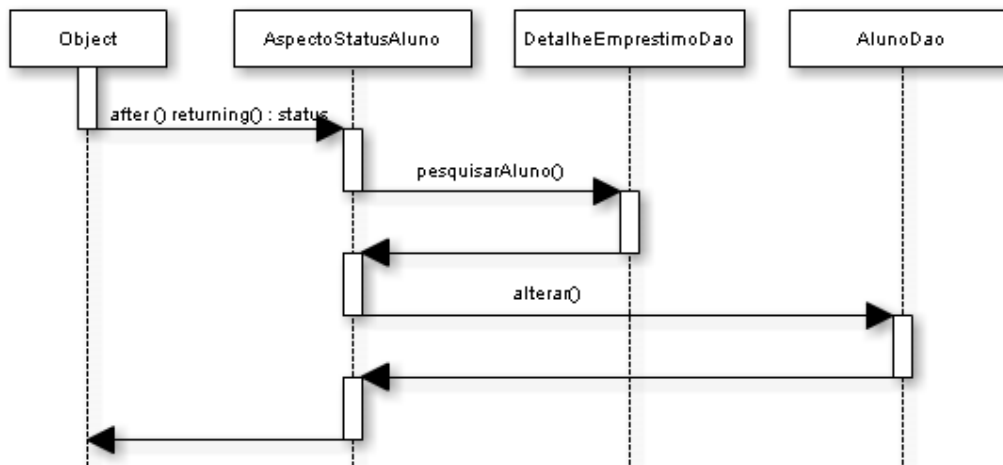 Object
AspectoStatusAluno
DetalheEmprestimoDao
AlunoDao
after () returning() : status
pesquisarAluno()
alterar()